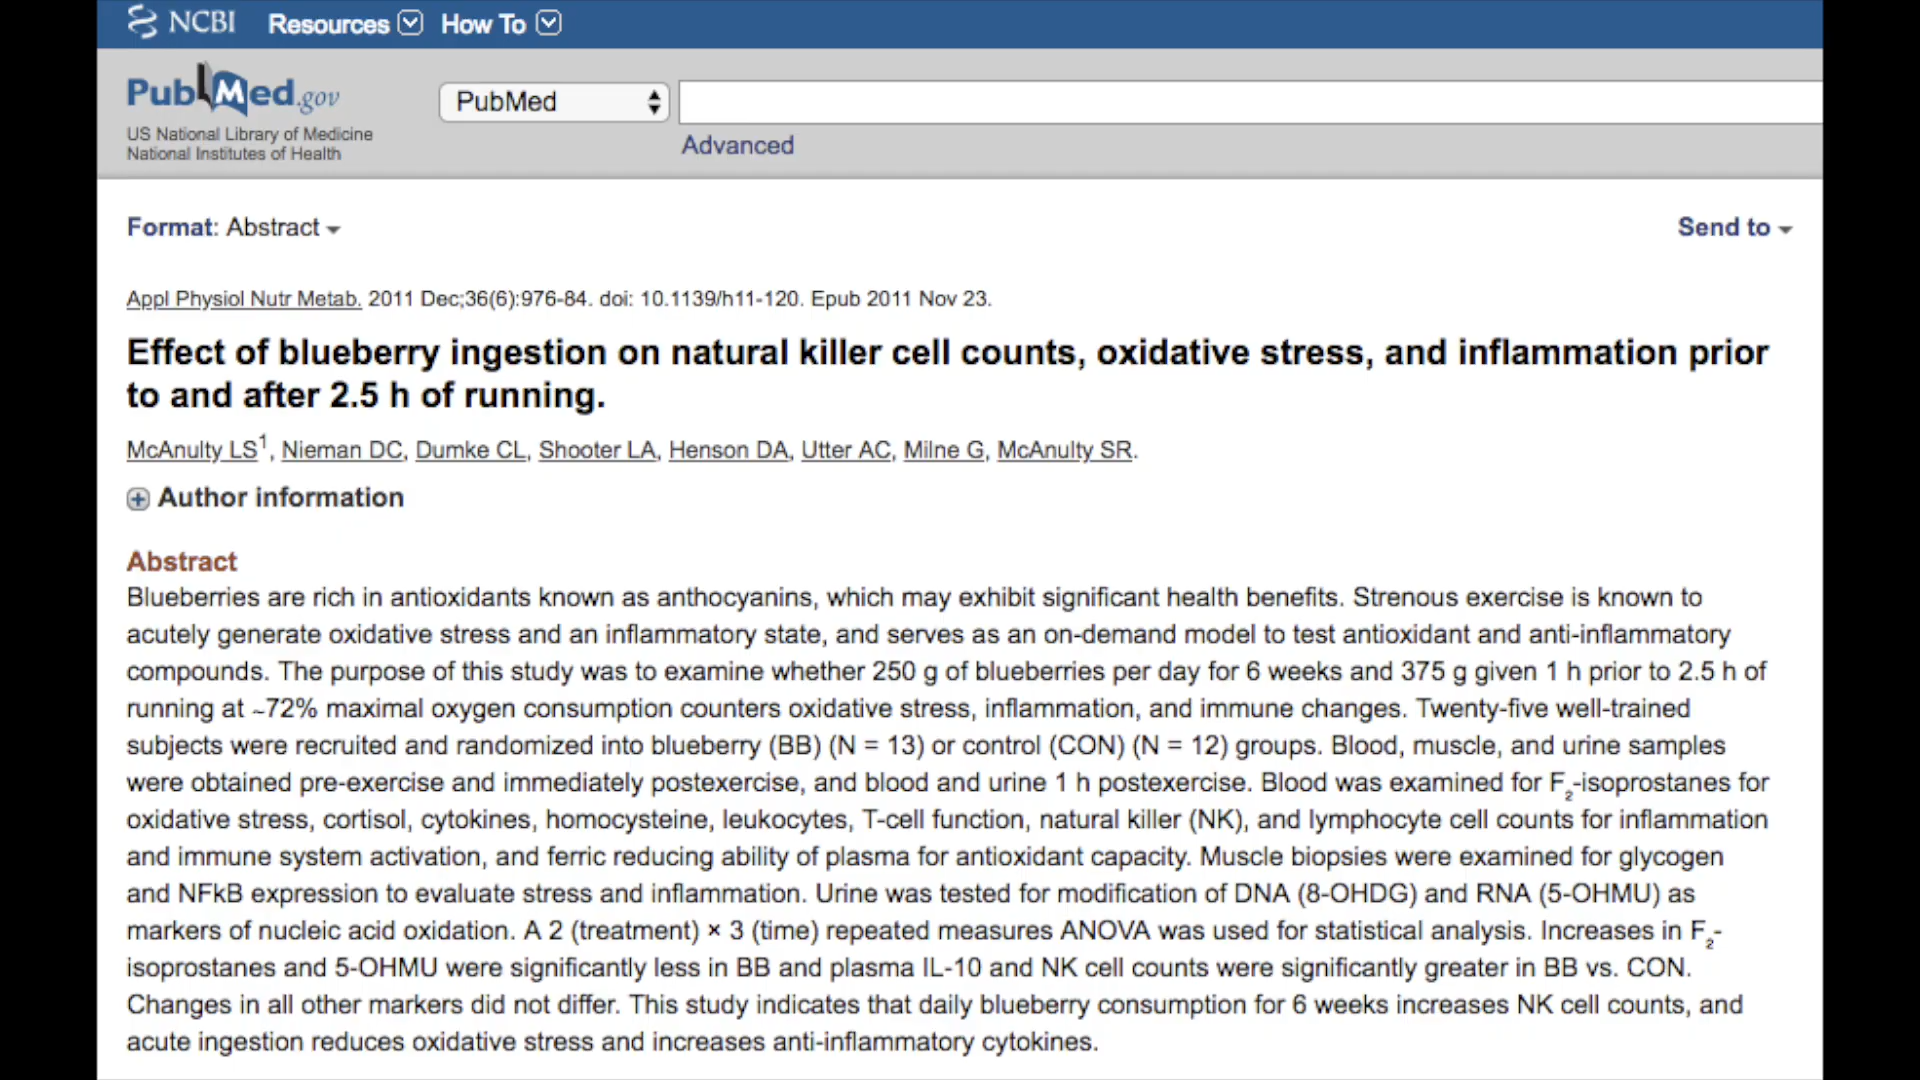 NCBI Resources How To
PubMed.gov
US National Library of Medicine
National Institutes of Health
PubMed
Advanced
Format: Abstract
Send to
Appl Physiol Nutr Metab. 2011 Dec;36(6):976-84. doi: 10.1139/h11-120. Epub 2011 Nov 23.
Effect of blueberry ingestion on natural killer cell counts, oxidative stress, and inflammation prior
to and after 2.5 h of running.
McAnulty LS1, Nieman DC, Dumke CL, Shooter LA, Henson DA, Utter AC, Milne G, McAnulty SR.
Author information
Abstract
Blueberries are rich in antioxidants known as anthocyanins, which may exhibit significant health benefits. Strenous exercise is known to
acutely generate oxidative stress and an inflammatory state, and serves as an on-demand model to test antioxidant and anti-inflammatory
compounds. The purpose of this study was to examine whether 250 g of blueberries per day for 6 weeks and 375 g given 1 h prior to 2.5 h of
running at ~72% maximal oxygen consumption counters oxidative stress, inflammation, and immune changes. Twenty-five well-trained
subjects were recruited and randomized into blueberry (BB) (N = 13) or control (CON) (N = 12) groups. Blood, muscle, and urine samples
were obtained pre-exercise and immediately postexercise, and blood and urine 1 h postexercise. Blood was examined for F2-isoprostanes for
oxidative stress, cortisol, cytokines, homocysteine, leukocytes, T-cell function, natural killer (NK), and lymphocyte cell counts for inflammation
and immune system activation, and ferric reducing ability of plasma for antioxidant capacity. Muscle biopsies were examined for glycogen
and NFkB expression to evaluate stress and inflammation. Urine was tested for modification of DNA (8-OHDG) and RNA (5-OHMU) as
markers of nucleic acid oxidation. A 2 (treatment) × 3 (time) repeated measures ANOVA was used for statistical analysis. Increases in F2-
isoprostanes and 5-OHMU were significantly less in BB and plasma IL-10 and NK cell counts were significantly greater in BB vs. CON.
Changes in all other markers did not differ. This study indicates that daily blueberry consumption for 6 weeks increases NK cell counts, and
acute ingestion reduces oxidative stress and increases anti-inflammatory cytokines.